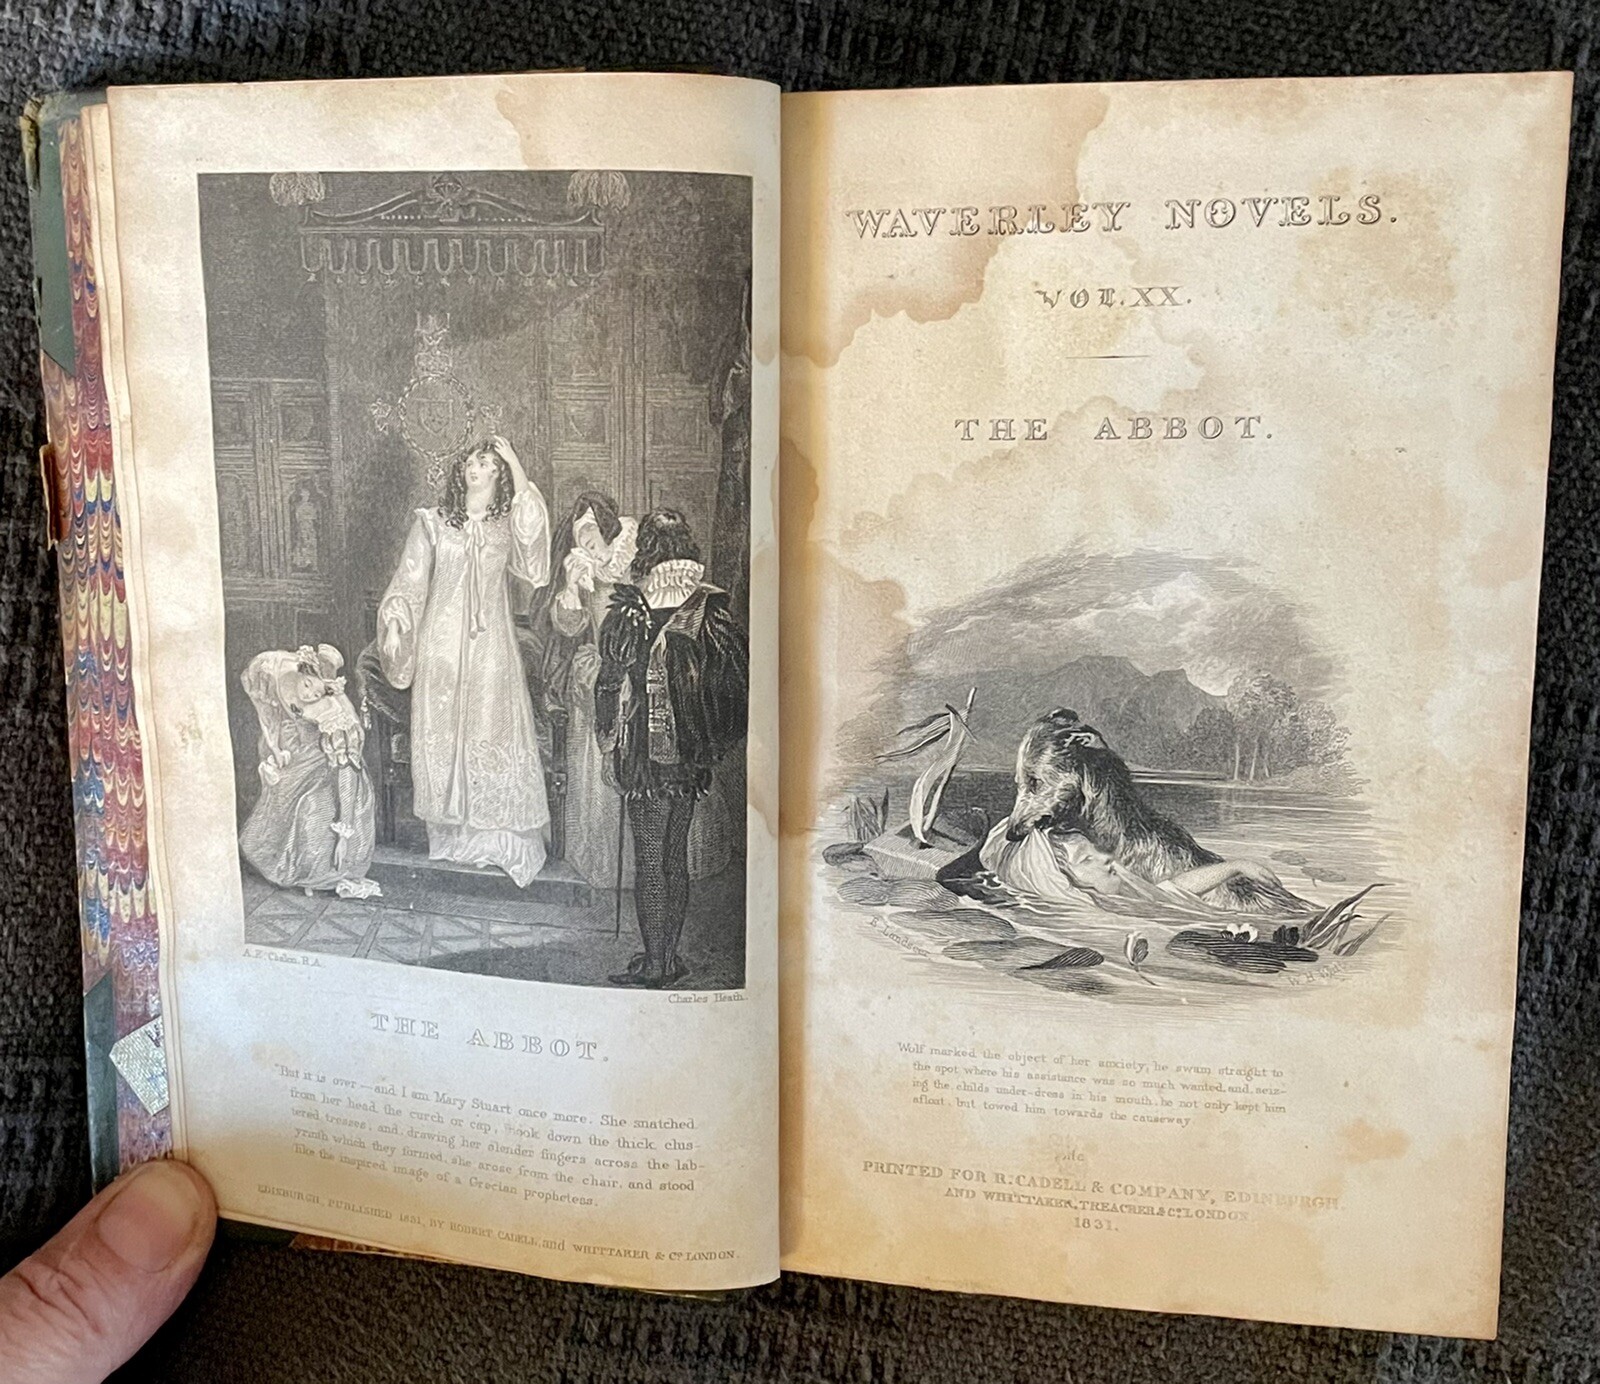 A.E. Chalon, R.A.
Charles Heath.
THE ABBOT.
"But it is over—and I am Mary Stuart once more. She snatched
from her head the curch or cap, shook down the thick clus-
tered tresses, and, drawing her slender fingers across the lab-
yrinth which they formed, she arose from the chair, and stood
like the inspired image of a Grecian prophetess.
EDINBURGH, PUBLISHED 1831, BY ROBERT CADELL, and WHITTAKER & Co. LONDON.
WAVERLEY NOVELS.
VOL. XX.
THE ABBOT.
E. Landseer
W. H.
Wolf marked the object of her anxiety; he swam straight to
the spot where his assistance was so much wanted, and, seiz-
ing the childs under-dress in his mouth, he not only kept him
afloat, but towed him towards the causeway
PRINTED FOR R. CADELL & COMPANY, EDINBURGH.
AND WHITTAKER, TREACHER & Co. LONDON
1831.